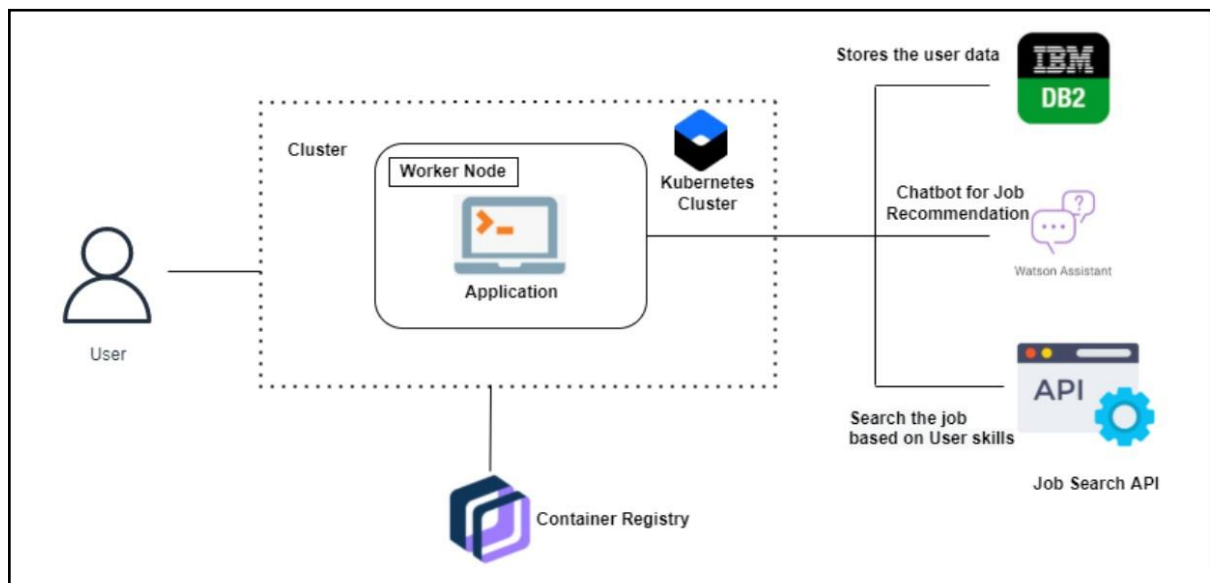 Stores the user data
IBM
DB2
Cluster
Worker Node
Kubernetes
Cluster
Application
Chatbot for Job
Recommendation
?
Watson Assistant
User
API
Search the job
based on User skills
Job Search API
Container Registry